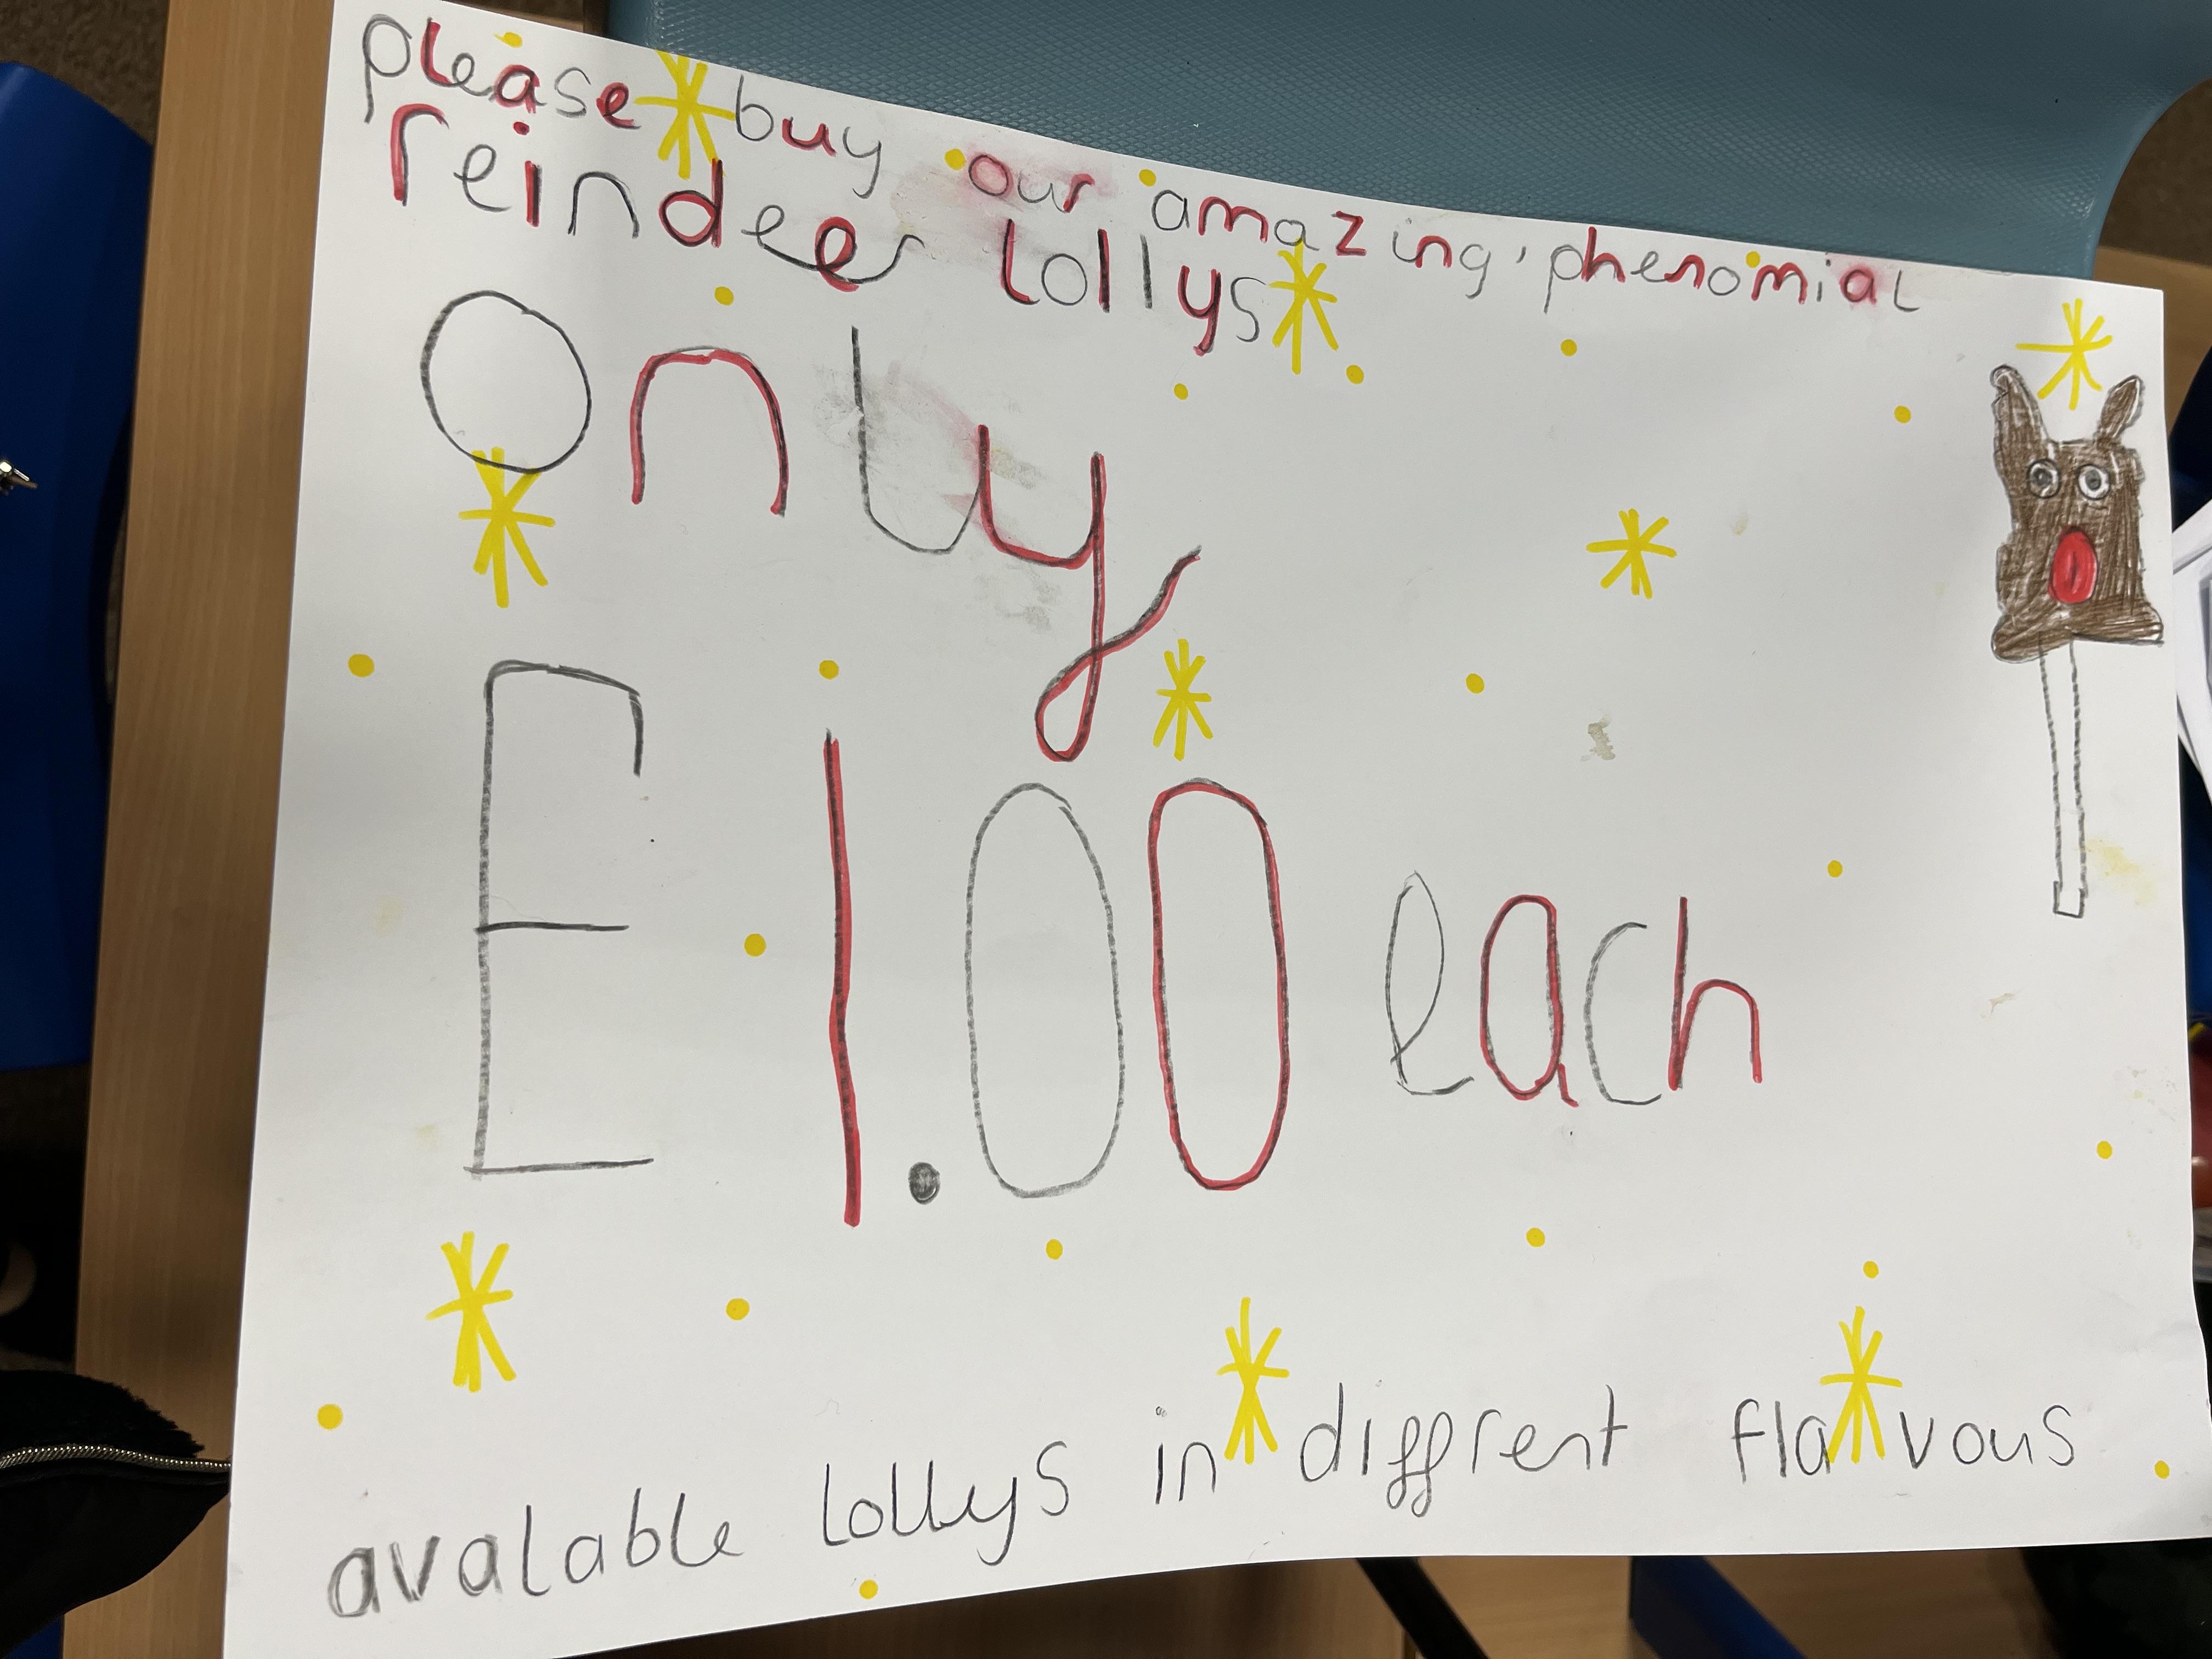 please buy our amazing, phenomial
reindeer lollys
Only
£1.00 each
avalable lollys in diffrent flavous